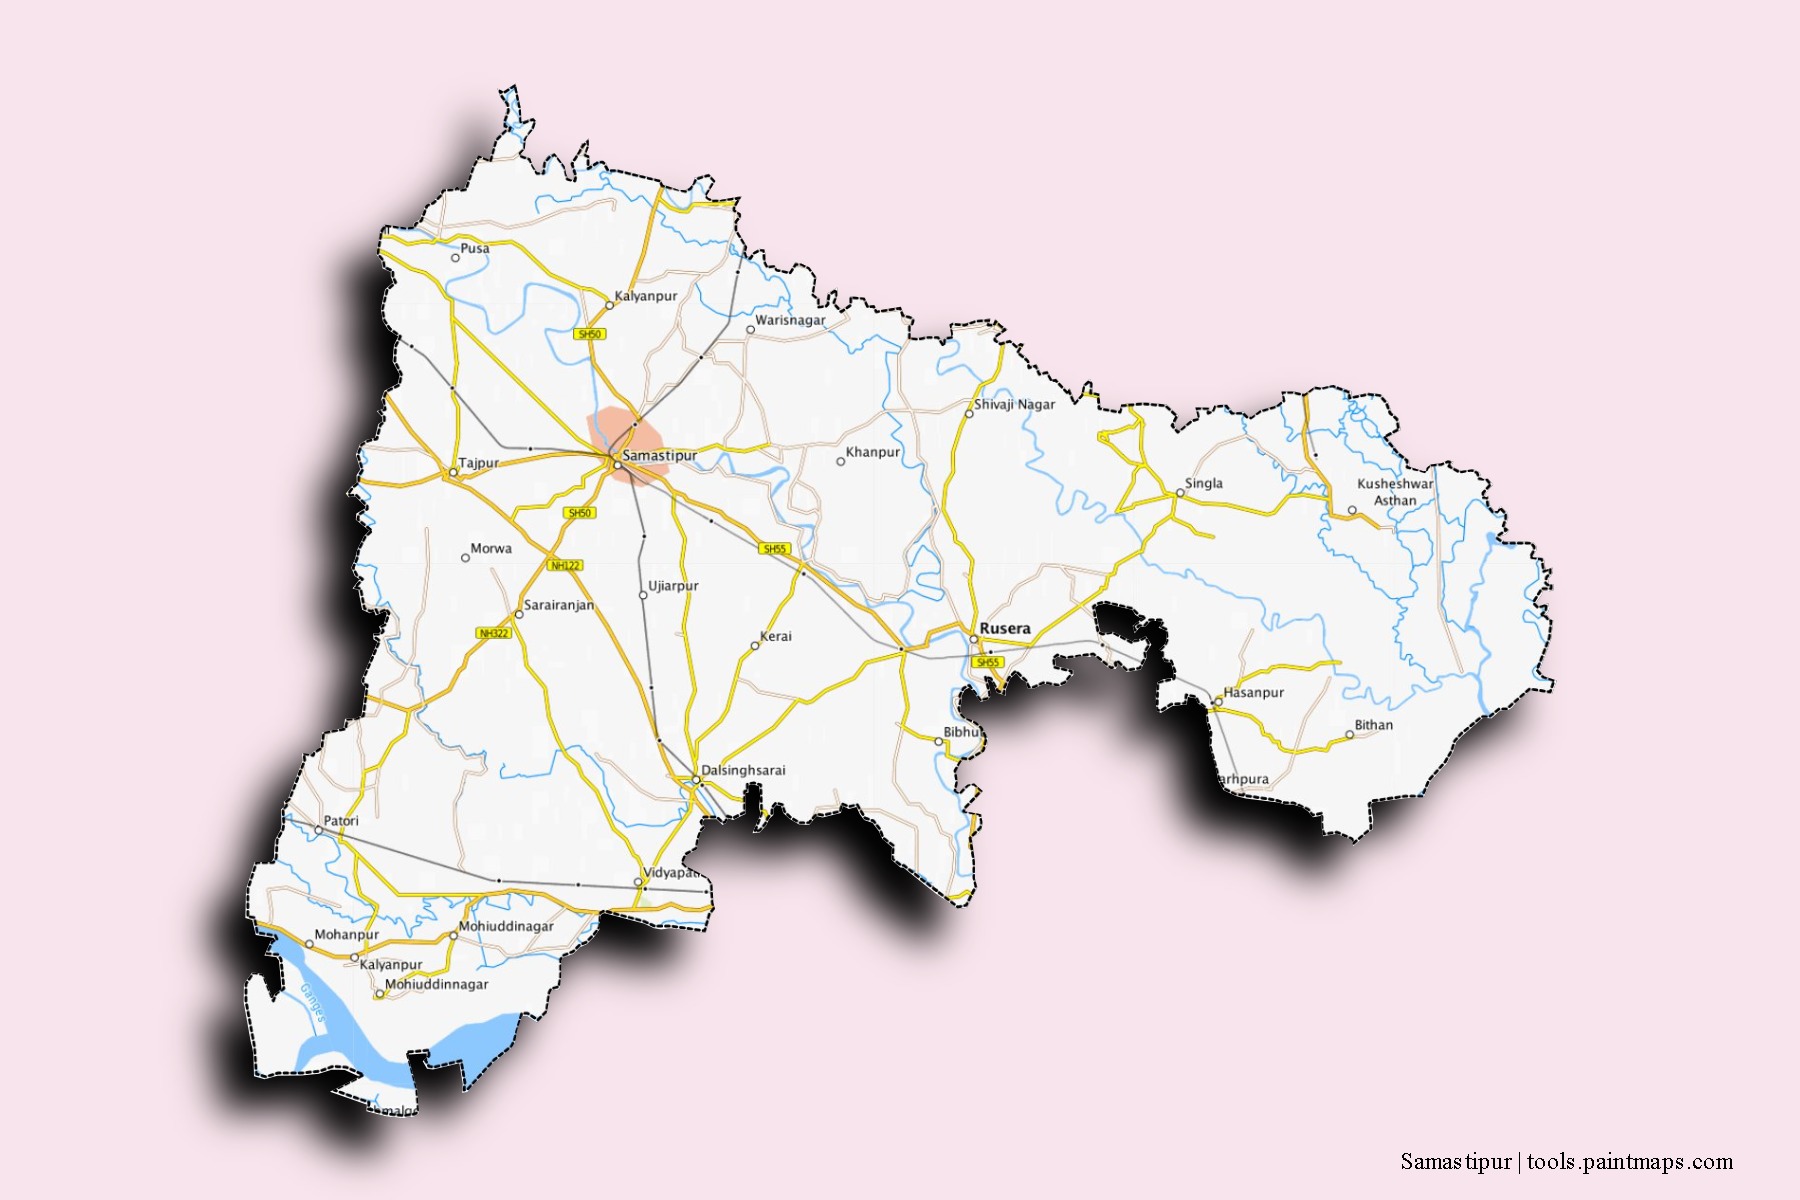 Pusa
Kalyanpur
Warisnagar
SH50
Shivaji Nagar
Samastipur
Khanpur
Tajpur
Singla
Kusheshwar
Asthan
SH50
SH55
Morwa
NH122
Ujiarpur
Sarairanjan
NH322
Kerai
Rusera
SH55
Hasanpur
Bithan
Bibhu
Dalsinghsarai
arhpura
Patori
Vidyapati
Mohiuddinagar
Mohanpur
Kalyanpur
Mohiuddinnagar
Ganges
Samastipur | tools.paintmaps.com